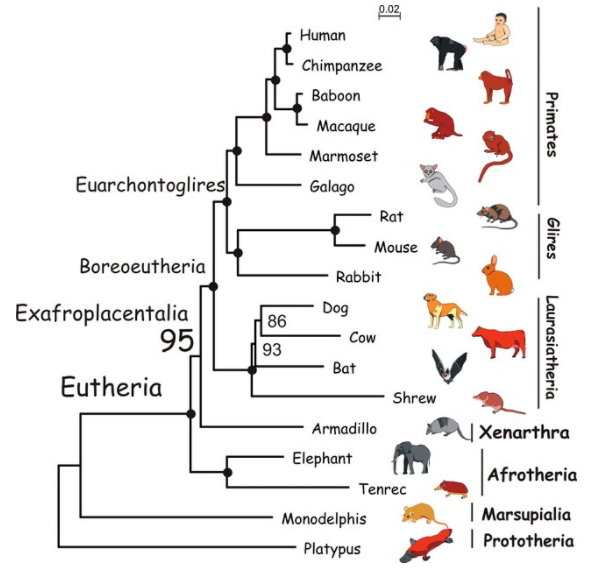 0.02
Human
Chimpanzee
Baboon
Macaque
Marmoset
Galago
Primates
Euarchontoglires
Rat
Mouse
Rabbit
Glires
Boreoeutheria
Exafroplacentalia
95
Dog
86
Cow
93
Bat
Shrew
Laurasiatheria
Eutheria
Armadillo
Xenarthra
Elephant
Tenrec
Afrotheria
Monodelphis
Marsupialia
Platypus
Prototheria